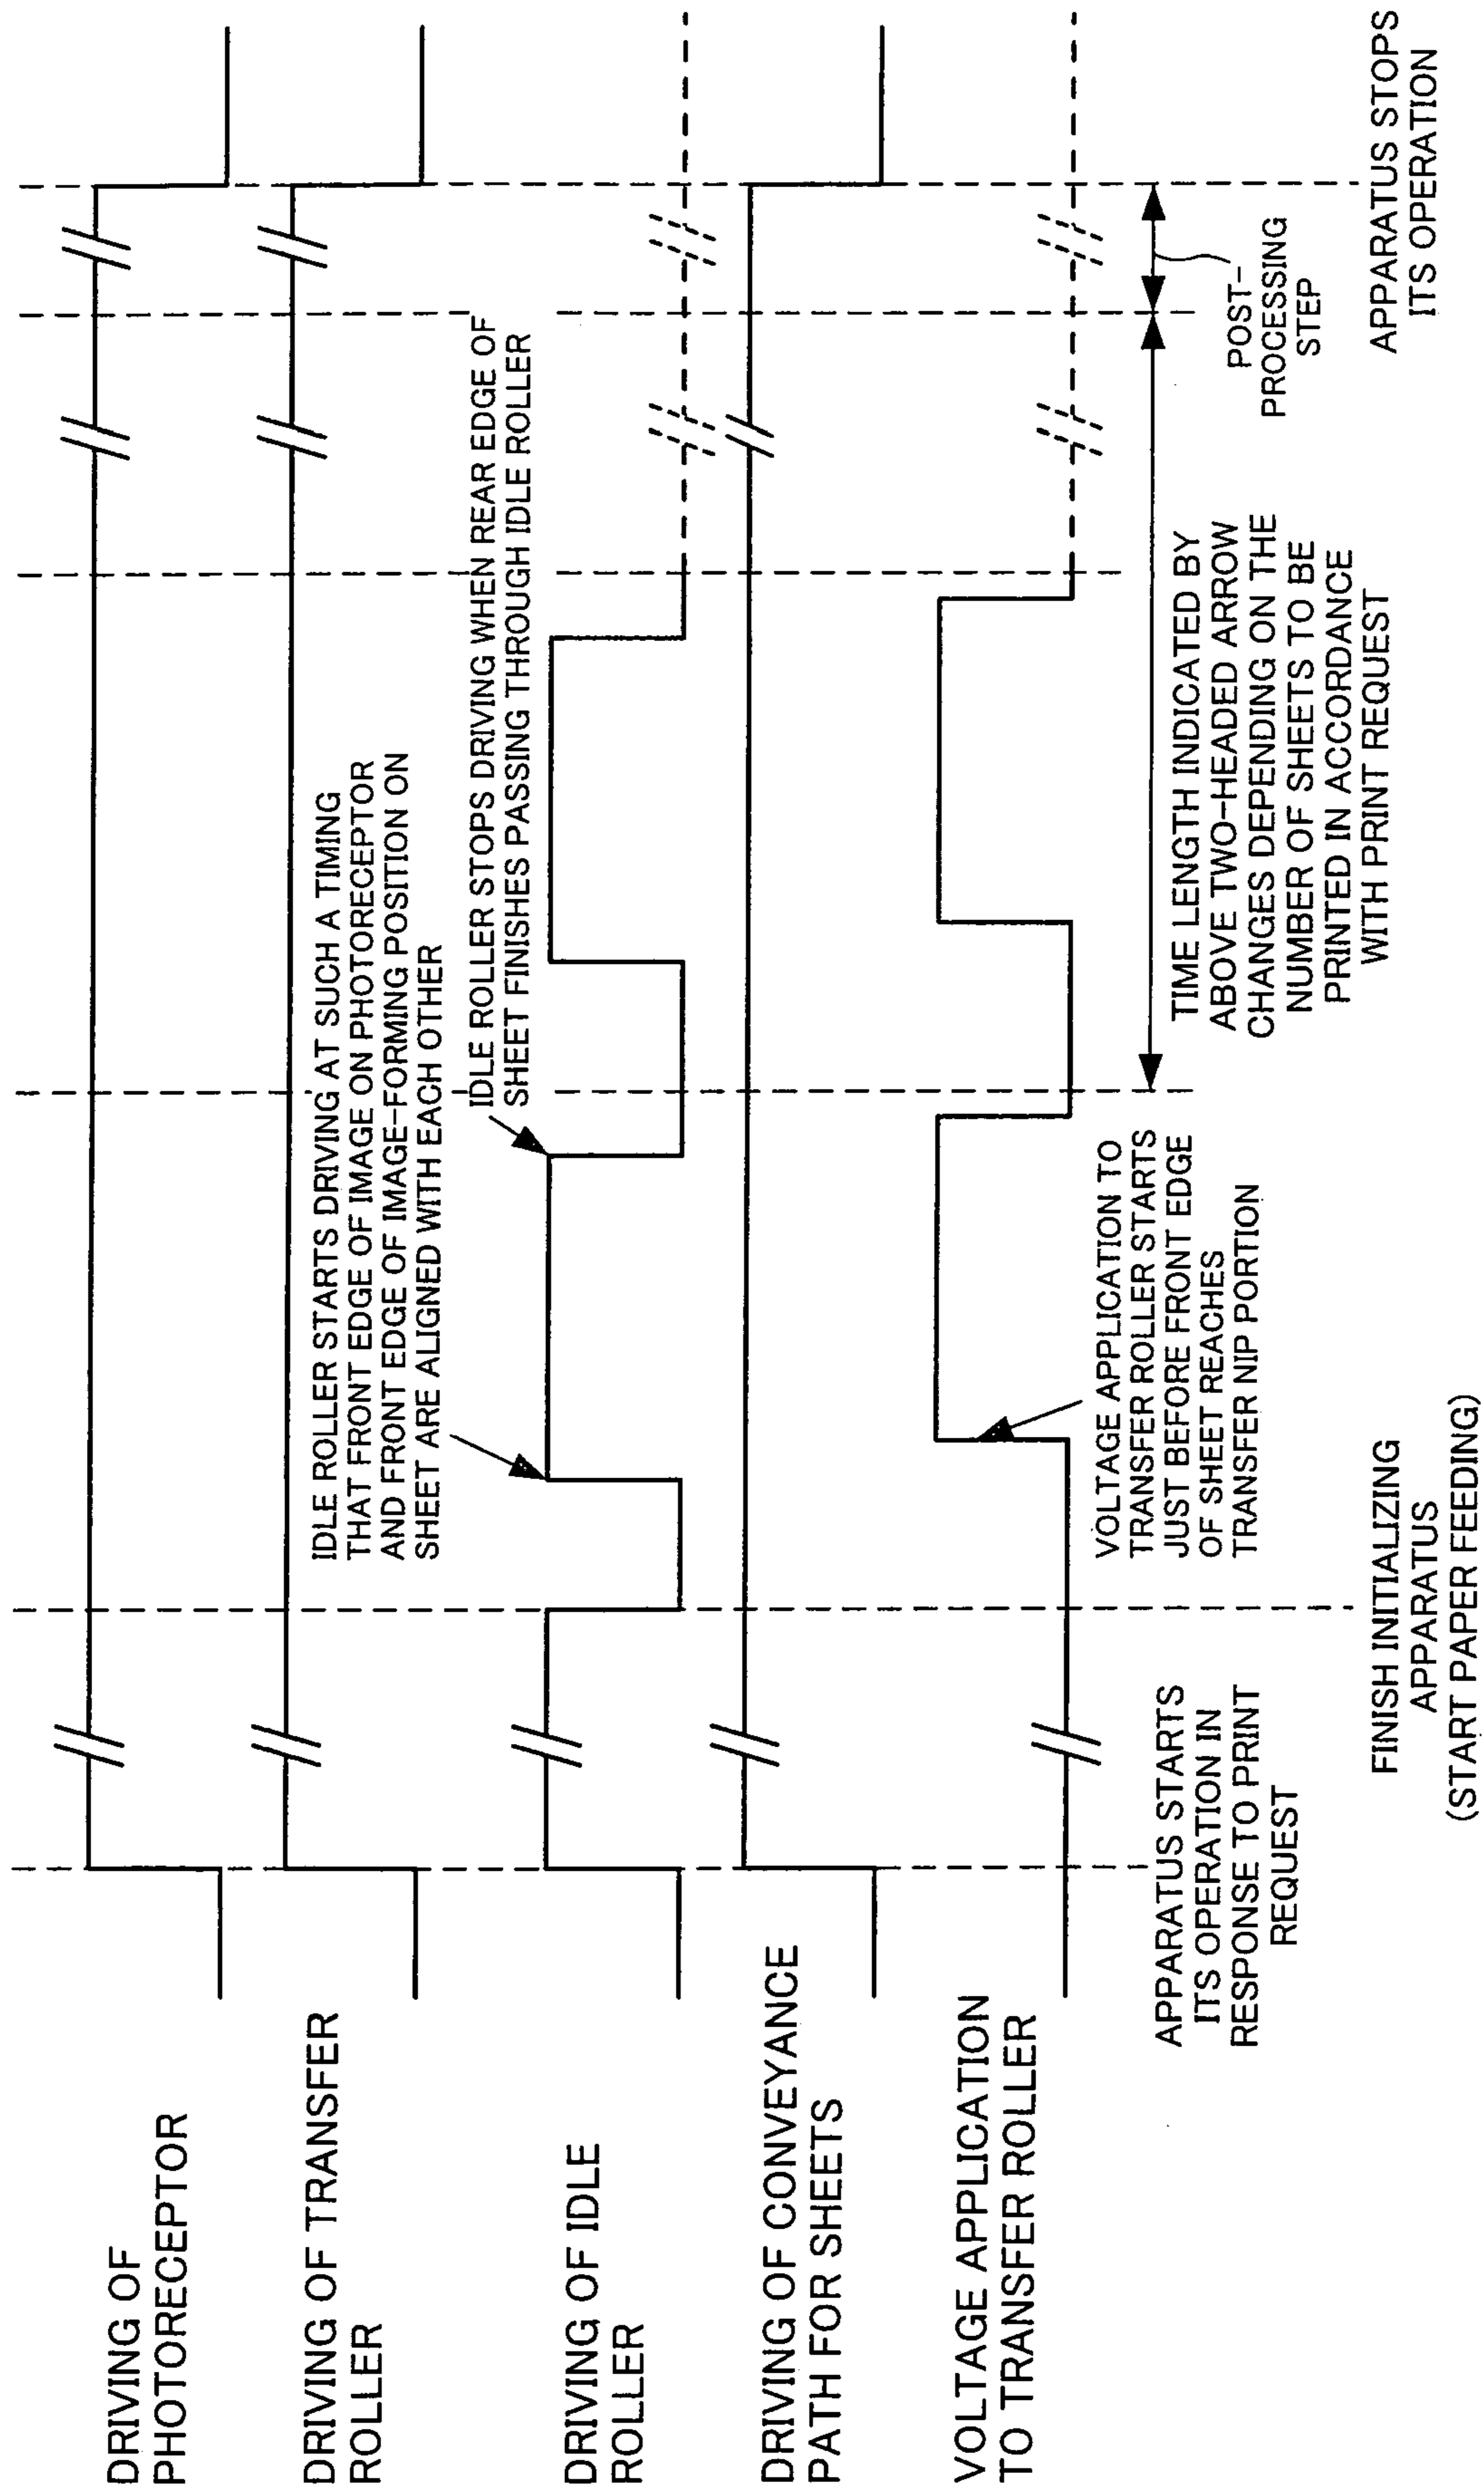 DRIVING OF
PHOTORECEPTOR
DRIVING OF TRANSFER
ROLLER
IDLE ROLLER STARTS DRIVING AT SUCH A TIMING
THAT FRONT EDGE OF IMAGE ON PHOTORECEPTOR
AND FRONT EDGE OF IMAGE-FORMING POSITION ON
SHEET ARE ALIGNED WITH EACH OTHER
IDLE ROLLER STOPS DRIVING WHEN REAR EDGE OF
SHEET FINISHES PASSING THROUGH IDLE ROLLER
DRIVING OF IDLE
ROLLER
DRIVING OF CONVEYANCE
PATH FOR SHEETS
VOLTAGE APPLICATION
TO TRANSFER ROLLER
VOLTAGE APPLICATION TO
TRANSFER ROLLER STARTS
JUST BEFORE FRONT EDGE
OF SHEET REACHES
TRANSFER NIP PORTION
APPARATUS STARTS
ITS OPERATION IN
RESPONSE TO PRINT
REQUEST
FINISH INITIALIZING
APPARATUS
(START PAPER FEEDING)
TIME LENGTH INDICATED BY
ABOVE TWO-HEADED ARROW
CHANGES DEPENDING ON THE
NUMBER OF SHEETS TO BE
PRINTED IN ACCORDANCE
WITH PRINT REQUEST
POST-
PROCESSING
STEP
APPARATUS STOPS
ITS OPERATION